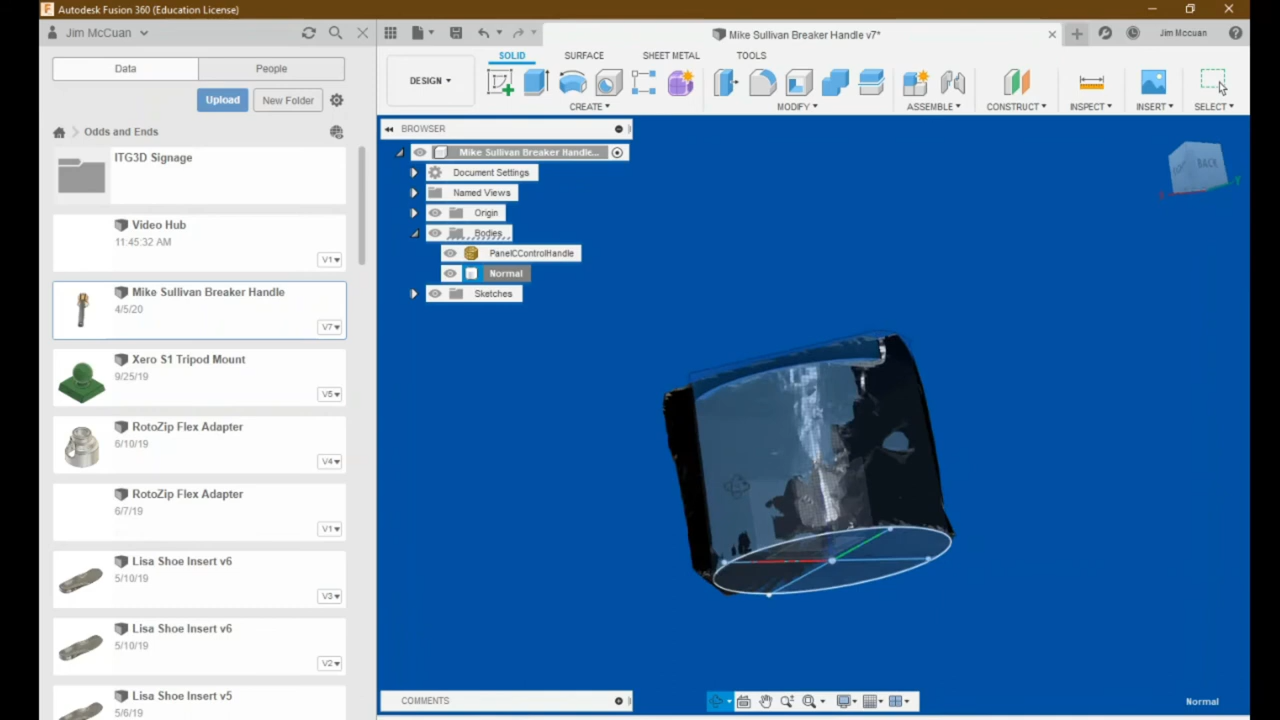 Autodesk Fusion 360 (Education License)
Jim McCuan
Mike Sullivan Breaker Handle v7*
Jim Mccuan
Data
People
Upload
New Folder
Odds and Ends
ITG3D Signage
Video Hub
11:45:32 AM
V1
Mike Sullivan Breaker Handle
4/5/20
V7
Xero S1 Tripod Mount
9/25/19
V5
RotoZip Flex Adapter
6/10/19
V4
RotoZip Flex Adapter
6/7/19
V1
Lisa Shoe Insert v6
5/10/19
V3
Lisa Shoe Insert v6
5/10/19
V2
Lisa Shoe Insert v5
5/6/19
SOLID
SURFACE
SHEET METAL
TOOLS
DESIGN
CREATE
MODIFY
ASSEMBLE
CONSTRUCT
INSPECT
INSERT
SELECT
BROWSER
Mike Sullivan Breaker Handle...
Document Settings
Named Views
Origin
Bodies
PanelCControlHandle
Normal
Sketches
BACK
COMMENTS
Normal